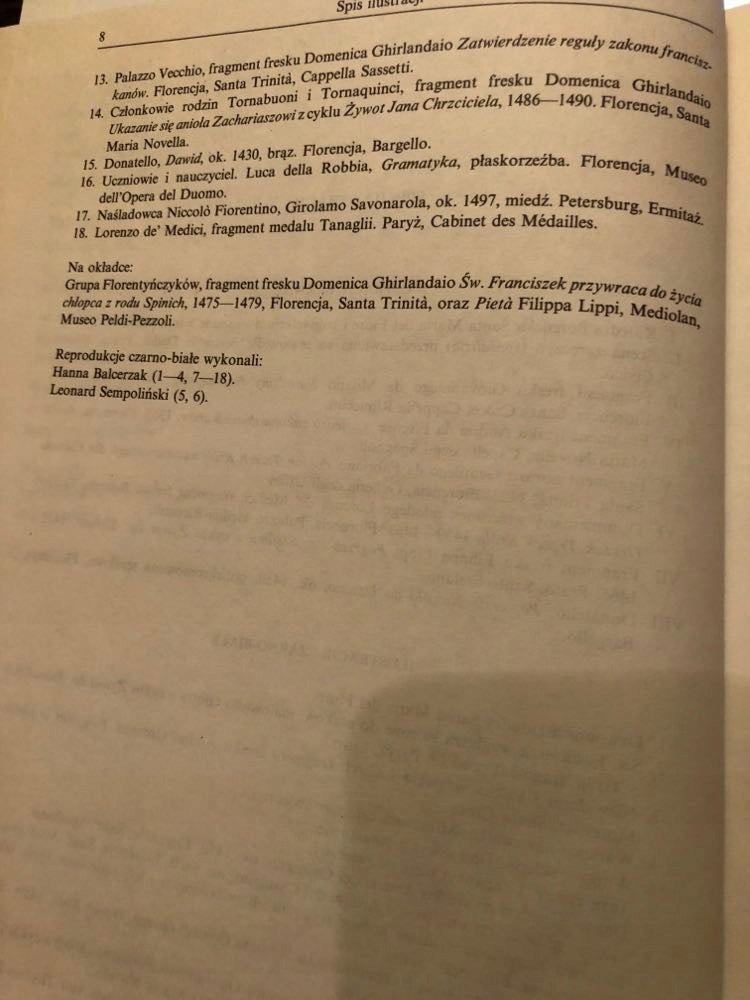 Spis ilustracji
8
13. Palazzo Vecchio, fragment fresku Domenica Ghirlandaio Zatwierdzenie reguły zakonu francisz-
kanów. Florencja, Santa Trinità, Cappella Sassetti.
14. Członkowie rodzin Tornabuoni i Tornaquinci, fragment fresku Domenica Ghirlandaio
Ukazanie się anioła Zachariaszowi z cyklu Żywot Jana Chrzciciela, 1486—1490. Florencja, Santa
Maria Novella.
15. Donatello, Dawid, ok. 1430, brąz. Florencja, Bargello.
16. Uczniowie i nauczyciel. Luca della Robbia, Gramatyka, płaskorzeźba. Florencja, Museo
dell'Opera del Duomo.
17. Naśladowca Niccolò Fiorentino, Girolamo Savonarola, ok. 1497, miedź. Petersburg, Ermitaż.
18. Lorenzo de' Medici, fragment medalu Tanaglii. Paryż, Cabinet des Médailles.
Na okładce:
Grupa Florentyńczyków, fragment fresku Domenica Ghirlandaio Św. Franciszek przywraca do życia
chłopca z rodu Spinich, 1475—1479, Florencja, Santa Trinità, oraz Pietà Filippa Lippi, Mediolan,
Museo Peldi-Pezzoli.
Reprodukcje czarno-białe wykonali:
Hanna Balcerzak (1—4, 7—18).
Leonard Sempoliński (5, 6).